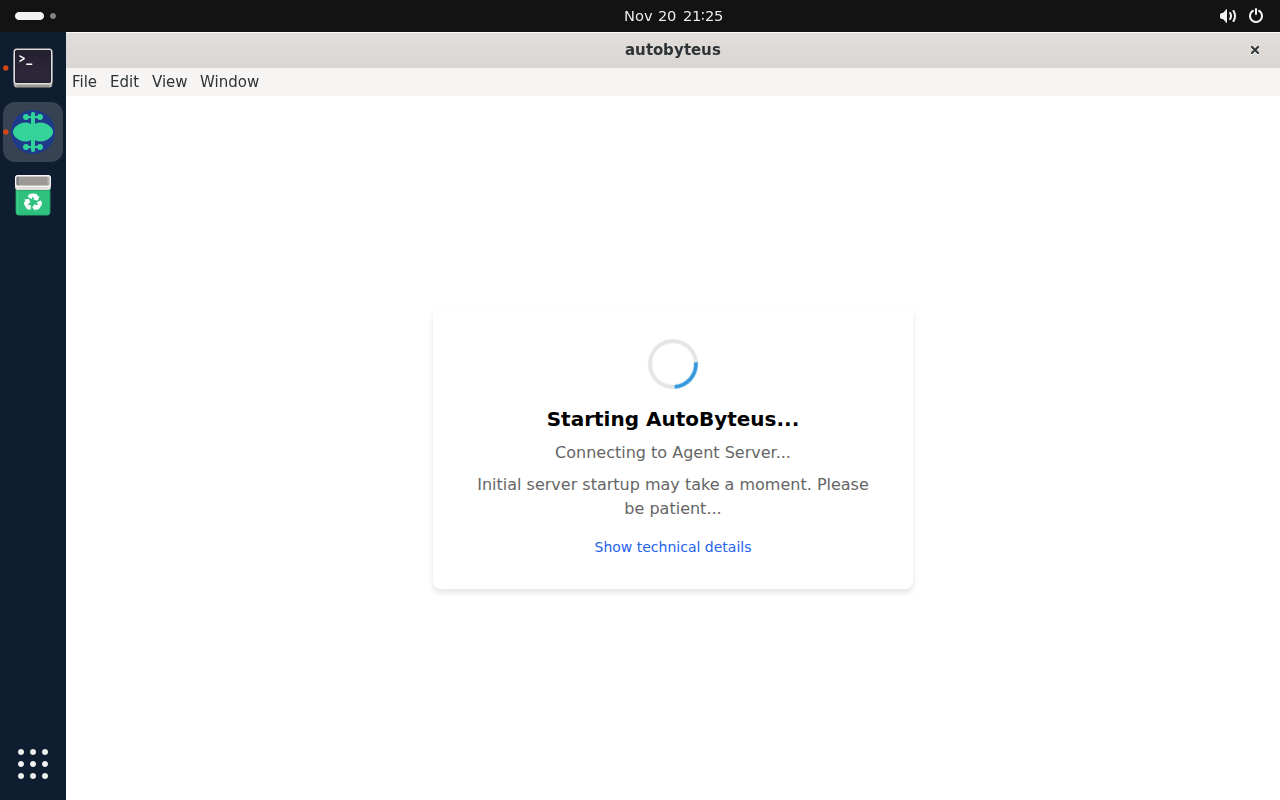 Nov 20 21:25
autobyteus
File Edit View Window
Starting AutoByteus...
Connecting to Agent Server...
Initial server startup may take a moment. Please
be patient...
Show technical details